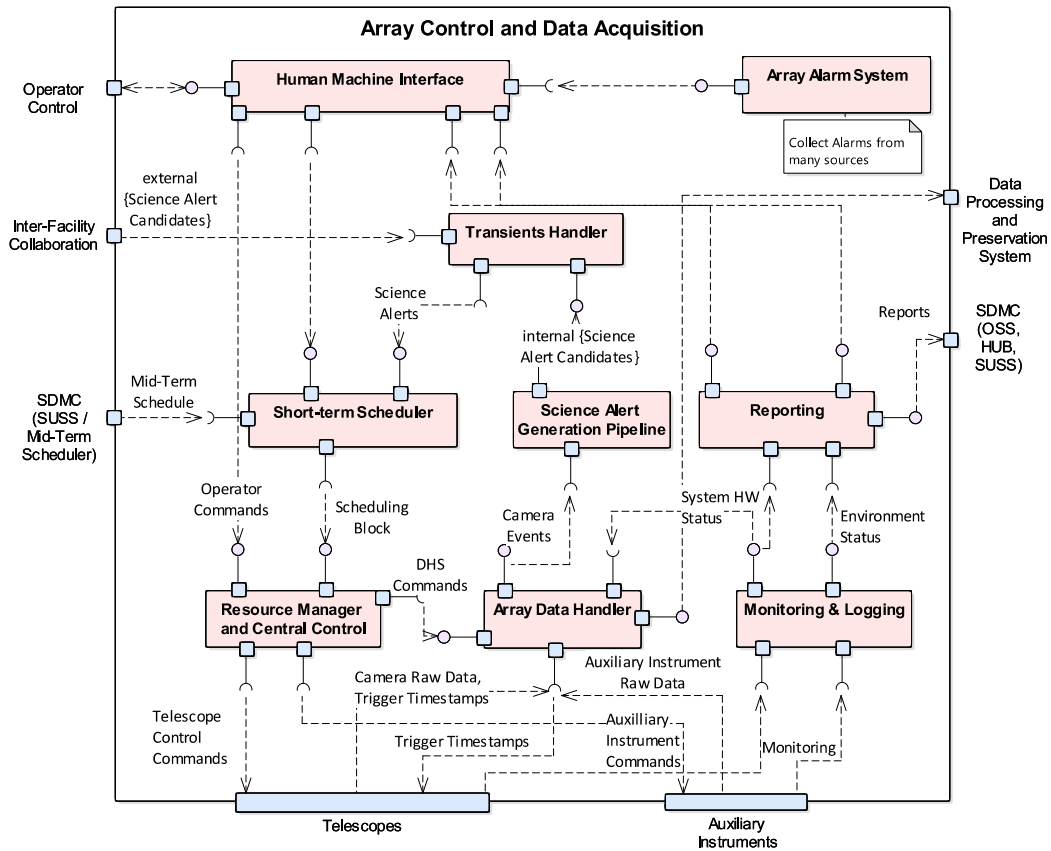 Array Control and Data Acquisition
Human Machine Interface
Array Alarm System
Operator
Control
Collect Alarms from
many sources
external
{Science Alert
Candidates}
Data
Processing
and
Preservation
System
Inter-Facility
Collaboration
Transients Handler
Science
Alerts
internal {Science
Alert Candidates}
Reports
SDMC
(OSS,
HUB,
SUSS)
Mid-Term
Schedule
SDMC
(SUSS /
Mid-Term
Scheduler)
Short-term Scheduler
Science Alert
Generation Pipeline
Reporting
Operator
Commands
Scheduling
Block
Camera
Events
System HW
Status
Environment
Status
DHS
Commands
Resource Manager
and Central Control
Array Data Handler
Monitoring & Logging
Camera Raw Data,
Trigger Timestamps
Auxiliary Instrument
Raw Data
Telescope
Control
Commands
Trigger Timestamps
Auxilliary
Instrument
Commands
Monitoring
Telescopes
Auxiliary
Instruments